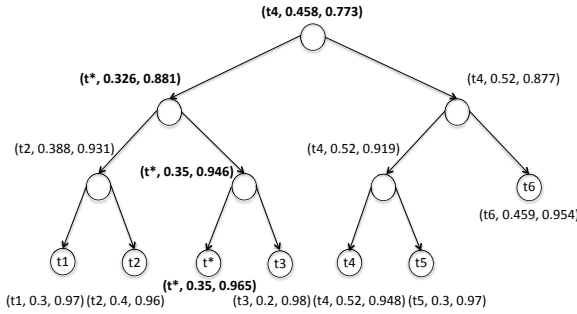 (t4, 0.458, 0.773)
(t*, 0.326, 0.881)
(t4, 0.52, 0.877)
(t2, 0.388, 0.931)
(t*, 0.35, 0.946)
(t4, 0.52, 0.919)
t6
(t6, 0.459, 0.954)
t1
t2
t*
t3
t4
t5
(t*, 0.35, 0.965)
(t1, 0.3, 0.97) (t2, 0.4, 0.96) (t3, 0.2, 0.98) (t4, 0.52, 0.948) (t5, 0.3, 0.97)